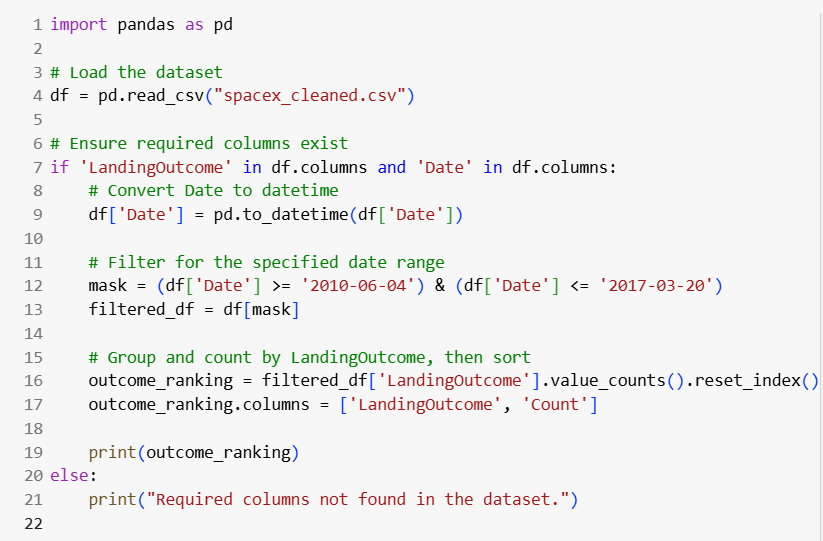 1 import pandas as pd
2
3 # Load the dataset
4 df = pd.read_csv("spacex_cleaned.csv")
5
6 # Ensure required columns exist
7 if 'LandingOutcome' in df.columns and 'Date' in df.columns:
8     # Convert Date to datetime
9     df['Date'] = pd.to_datetime(df['Date'])
10
11     # Filter for the specified date range
12     mask = (df['Date'] >= '2010-06-04') & (df['Date'] <= '2017-03-20')
13     filtered_df = df[mask]
14
15     # Group and count by LandingOutcome, then sort
16     outcome_ranking = filtered_df['LandingOutcome'].value_counts().reset_index()
17     outcome_ranking.columns = ['LandingOutcome', 'Count']
18
19     print(outcome_ranking)
20 else:
21     print("Required columns not found in the dataset.")
22